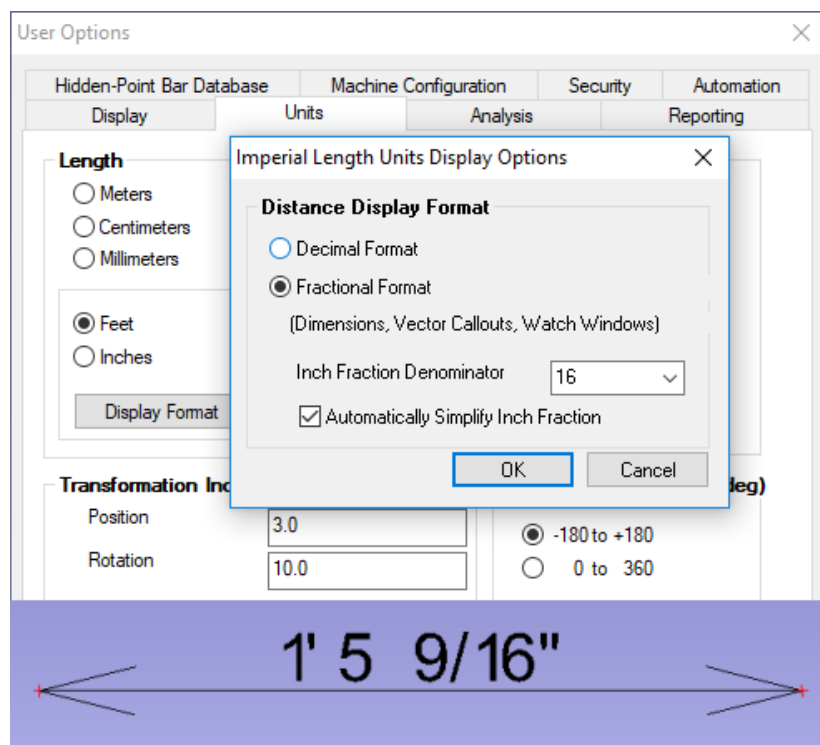 User Options
Hidden-Point Bar Database Machine Configuration Security Automation
Display Units Analysis Reporting
Length
Meters
Centimeters
Millimeters
Feet
Inches
Display Format
Imperial Length Units Display Options
Distance Display Format
Decimal Format
Fractional Format
(Dimensions, Vector Callouts, Watch Windows)
Inch Fraction Denominator 16
Automatically Simplify Inch Fraction
OK Cancel
Transformation Inc deg)
Position 3.0
Rotation 10.0
-180 to +180
0 to 360
1' 5 9/16"